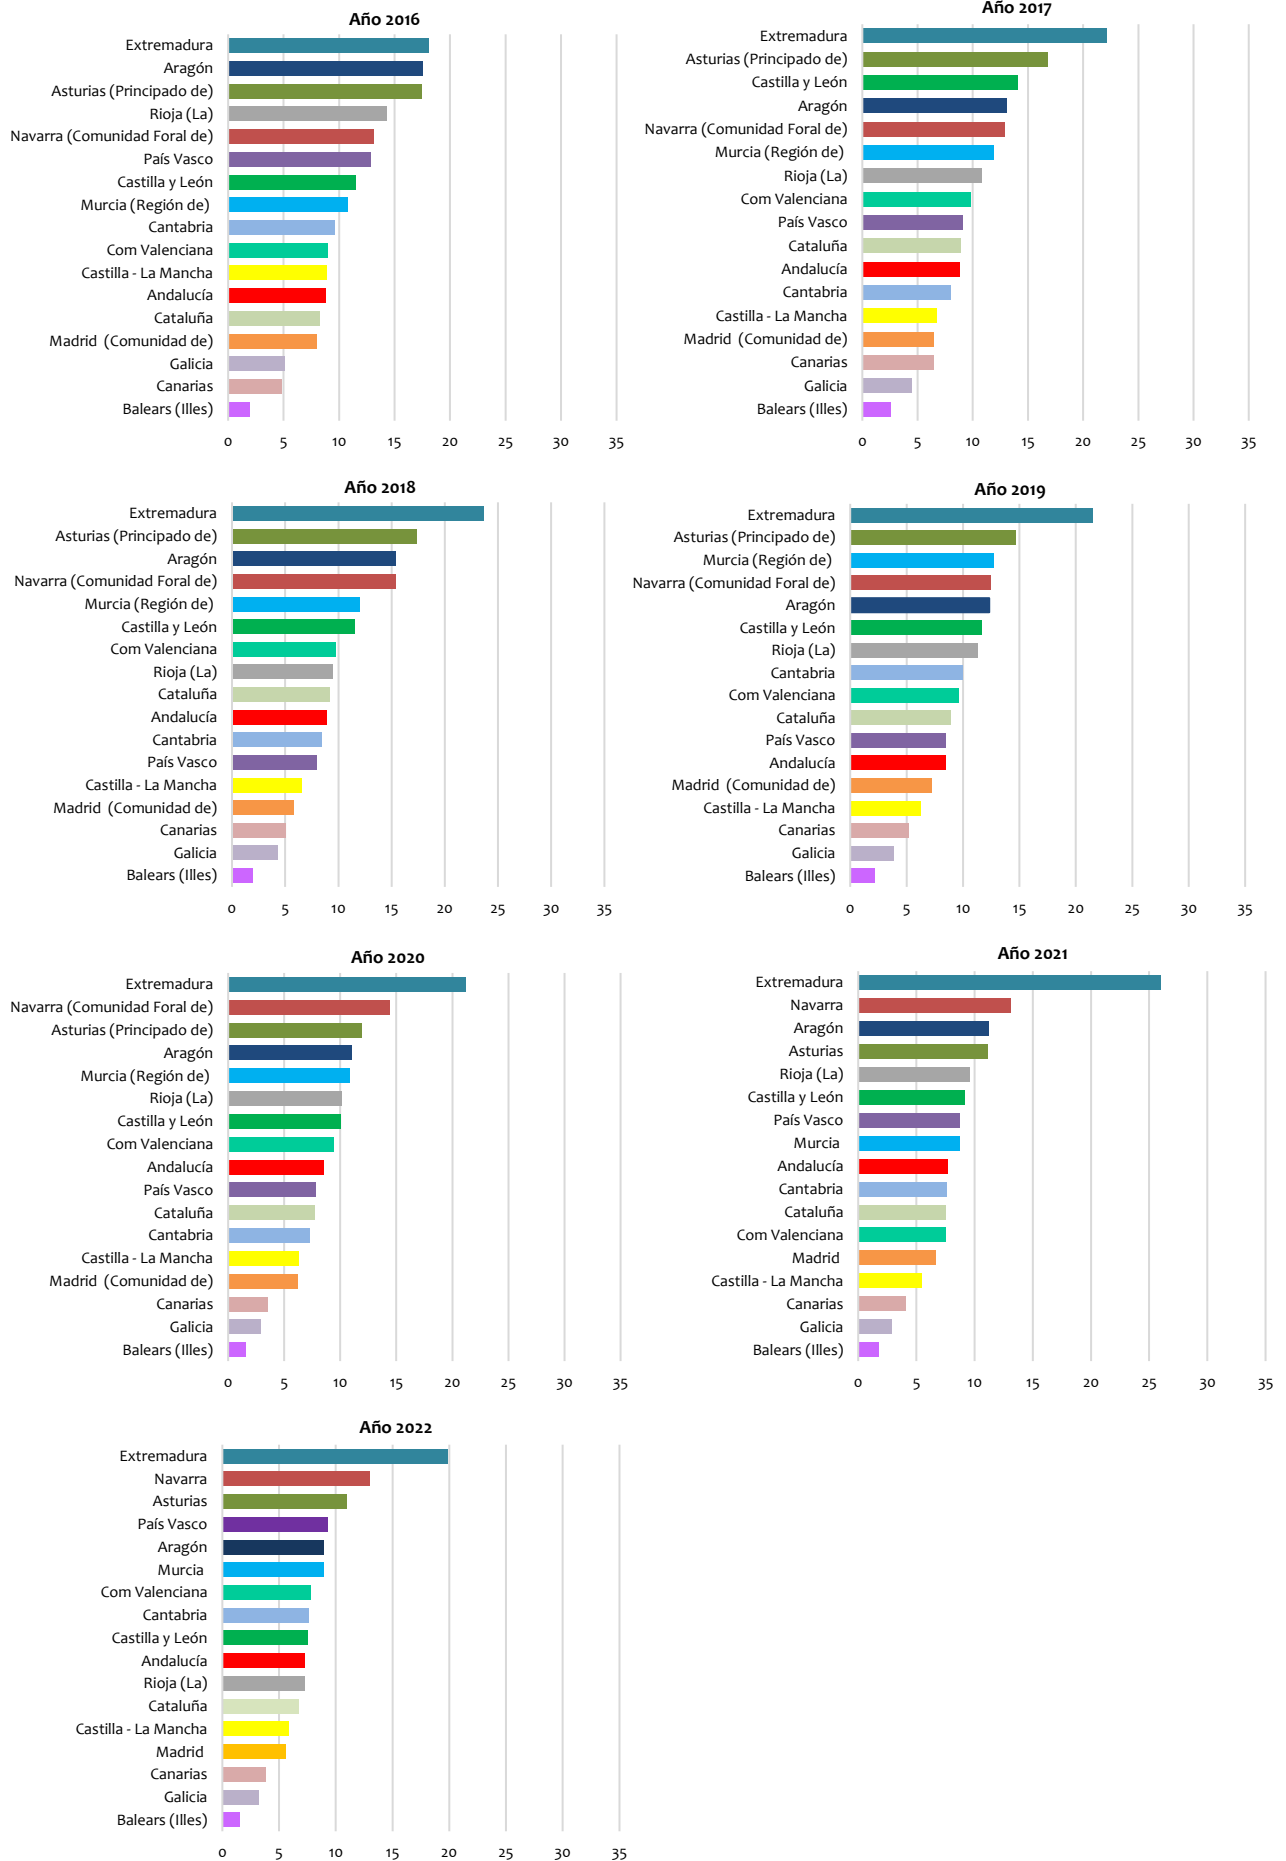 Año 2016
Extremadura
Aragón
Asturias (Principado de)
Rioja (La)
Navarra (Comunidad Foral de)
País Vasco
Castilla y León
Murcia (Región de)
Cantabria
Com Valenciana
Castilla - La Mancha
Andalucía
Cataluña
Madrid (Comunidad de)
Galicia
Canarias
Balears (Illes)
0 5 10 15 20 25 30 35
Año 2017
Extremadura
Asturias (Principado de)
Castilla y León
Aragón
Navarra (Comunidad Foral de)
Murcia (Región de)
Rioja (La)
Com Valenciana
País Vasco
Cataluña
Andalucía
Cantabria
Castilla - La Mancha
Madrid (Comunidad de)
Canarias
Galicia
Balears (Illes)
0 5 10 15 20 25 30 35
Año 2018
Extremadura
Asturias (Principado de)
Aragón
Navarra (Comunidad Foral de)
Murcia (Región de)
Castilla y León
Com Valenciana
Rioja (La)
Cataluña
Andalucía
Cantabria
País Vasco
Castilla - La Mancha
Madrid (Comunidad de)
Canarias
Galicia
Balears (Illes)
0 5 10 15 20 25 30 35
Año 2019
Extremadura
Asturias (Principado de)
Murcia (Región de)
Navarra (Comunidad Foral de)
Aragón
Castilla y León
Rioja (La)
Cantabria
Com Valenciana
Cataluña
País Vasco
Andalucía
Madrid (Comunidad de)
Castilla - La Mancha
Canarias
Galicia
Balears (Illes)
0 5 10 15 20 25 30 35
Año 2020
Extremadura
Navarra (Comunidad Foral de)
Asturias (Principado de)
Aragón
Murcia (Región de)
Rioja (La)
Castilla y León
Com Valenciana
Andalucía
País Vasco
Cataluña
Cantabria
Castilla - La Mancha
Madrid (Comunidad de)
Canarias
Galicia
Balears (Illes)
0 5 10 15 20 25 30 35
Año 2021
Extremadura
Navarra
Aragón
Asturias
Rioja (La)
Castilla y León
País Vasco
Murcia
Andalucía
Cantabria
Cataluña
Com Valenciana
Madrid
Castilla - La Mancha
Canarias
Galicia
Balears (Illes)
0 5 10 15 20 25 30 35
Año 2022
Extremadura
Navarra
Asturias
País Vasco
Aragón
Murcia
Com Valenciana
Cantabria
Castilla y León
Andalucía
Rioja (La)
Cataluña
Castilla - La Mancha
Madrid
Canarias
Galicia
Balears (Illes)
0 5 10 15 20 25 30 35